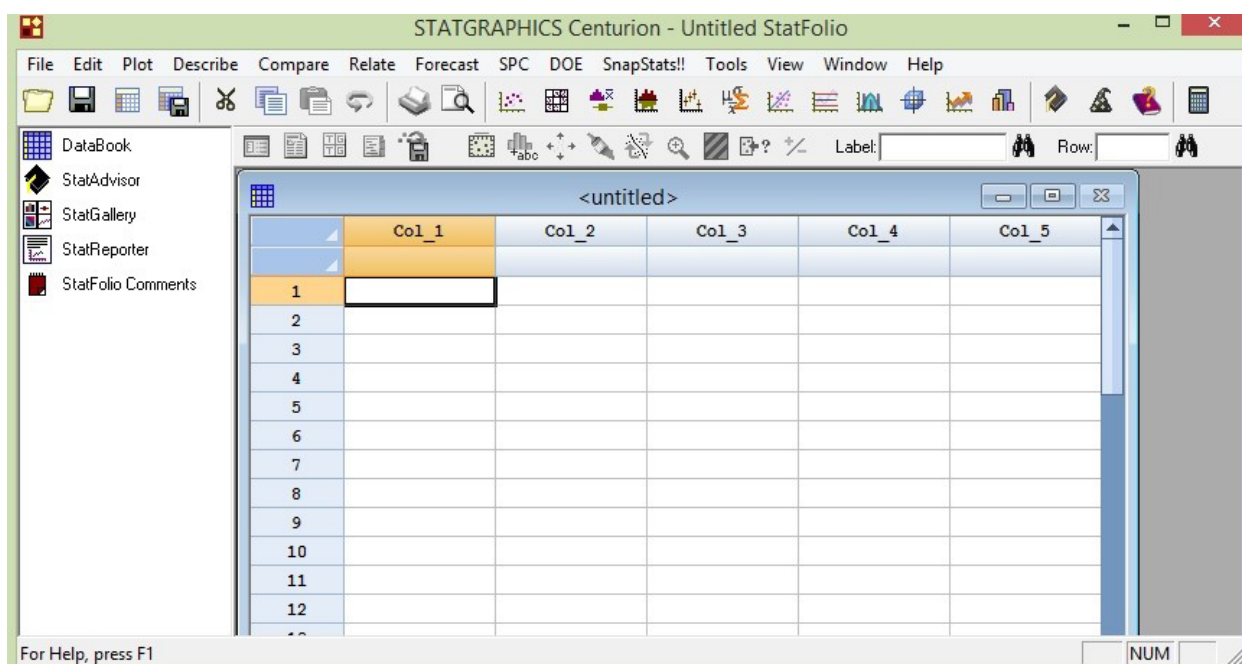 STATGRAPHICS Centurion - Untitled StatFolio
File Edit Plot Describe Compare Relate Forecast SPC DOE SnapStats!! Tools View Window Help
DataBook
Label: Row:
StatAdvisor
StatGallery
StatReporter
StatFolio Comments
<untitled>
Col_1 Col_2 Col_3 Col_4 Col_5
1
2
3
4
5
6
7
8
9
10
11
12
For Help, press F1 NUM